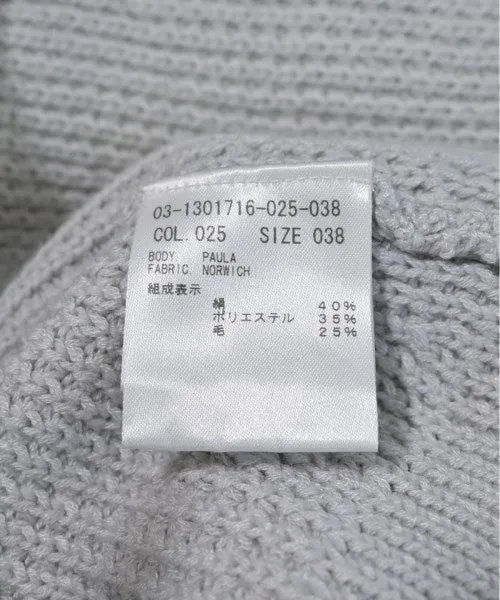 03-1301716-025-038
COL. 025 SIZE 038
BODY. PAULA
FABRIC. NORWICH
組成表示
絹 40%
ポリエステル 35%
毛 25%